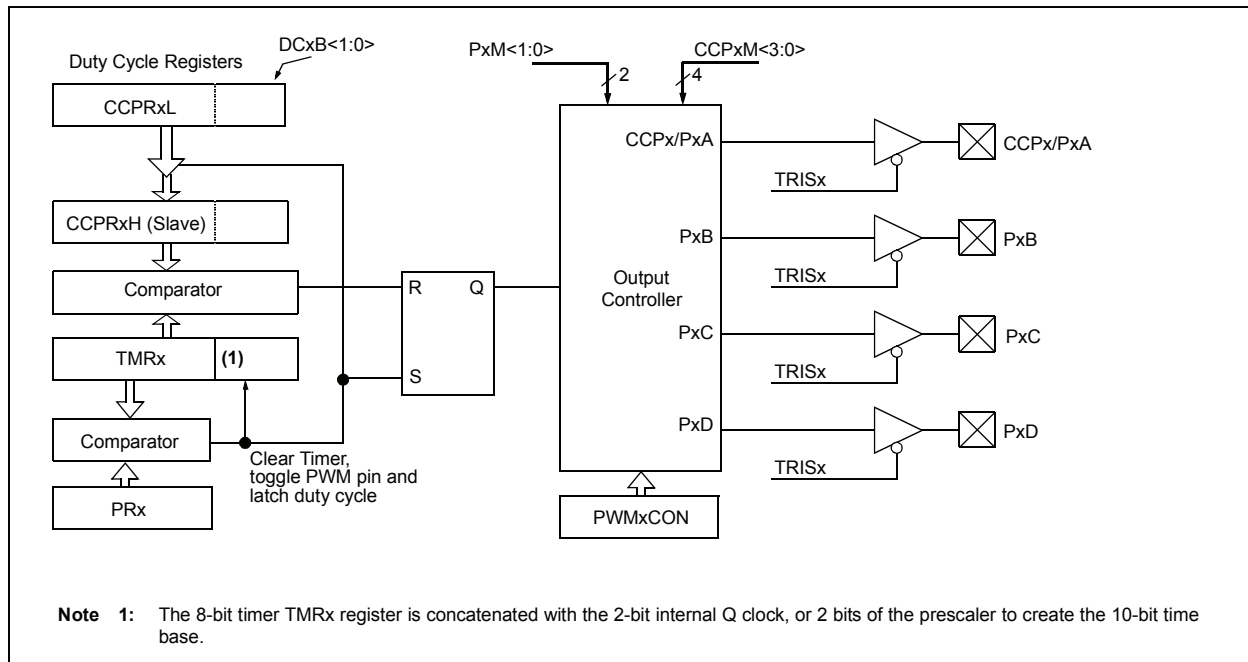 DCxB<1:0>
Duty Cycle Registers
CCPRxL
CCPRxH (Slave)
Comparator
TMRx
(1)
Comparator
PRx
Clear Timer,
toggle PWM pin and
latch duty cycle
R
Q
S
PxM<1:0>
2
CCPxM<3:0>
4
Output
Controller
CCPx/PxA
TRISx
CCPx/PxA
PxB
TRISx
PxB
PxC
TRISx
PxC
PxD
TRISx
PxD
PWMxCON
Note 1: The 8-bit timer TMRx register is concatenated with the 2-bit internal Q clock, or 2 bits of the prescaler to create the 10-bit time
base.